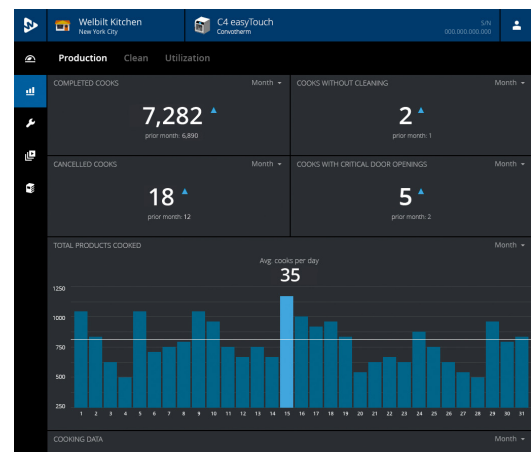 Welbilt Kitchen
New York City
C4 easyTouch
Convotherm
S/N
000.000.000.000
Production Clean Utilization
COMPLETED COOKS Month
7,282
prior month: 6,890
COOKS WITHOUT CLEANING Month
2
prior month: 1
CANCELLED COOKS Month
18
prior month: 12
COOKS WITH CRITICAL DOOR OPENINGS Month
5
prior month: 2
TOTAL PRODUCTS COOKED Month
Avg. cooks per day
35
1250
1000
750
500
250
1 2 3 4 5 6 7 8 9 10 11 12 13 14 15 16 17 18 19 20 21 22 23 24 25 26 27 28 29 30 31
COOKING DATA Month